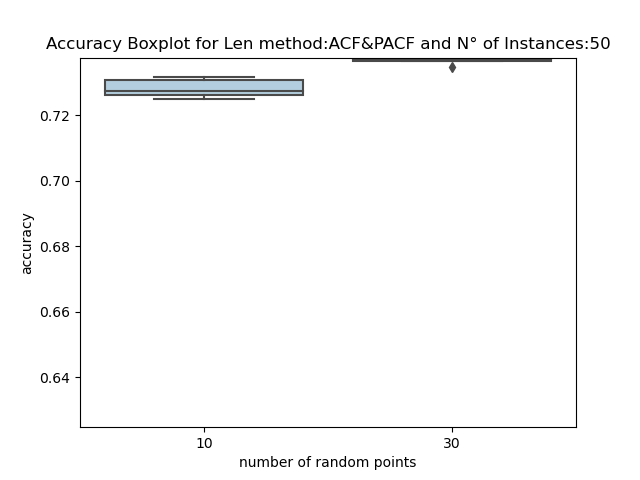 Accuracy Boxplot for Len method:ACF&PACF and N° of Instances:50
0.72
0.70
0.68
0.66
0.64
accuracy
10 30
number of random points